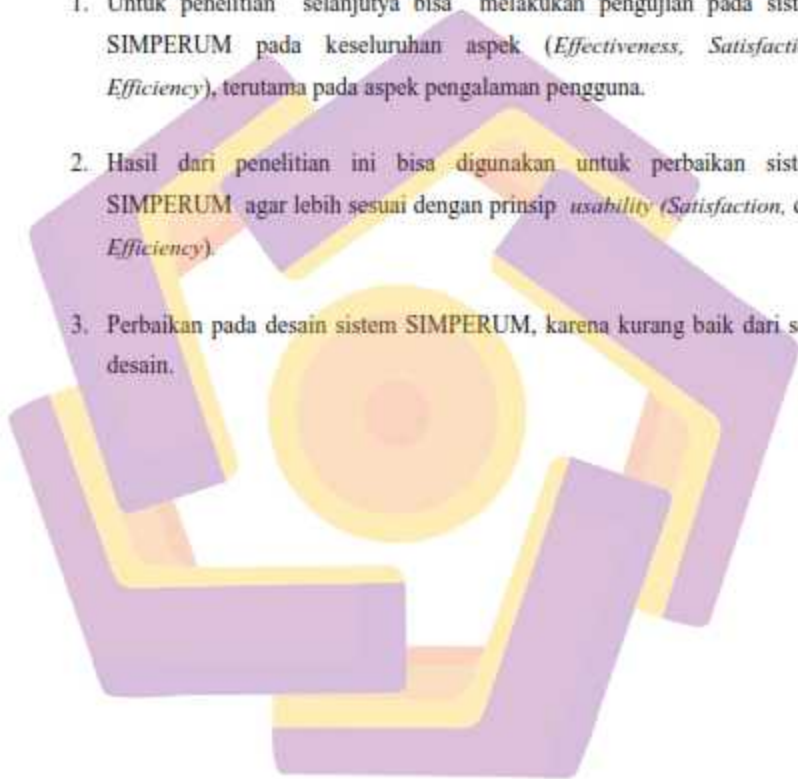 1. Untuk penelitian selanjutya bisa melakukan pengujian pada sist
SIMPERUM pada keseluruhan aspek (Effectiveness, Satisfacti
Efficiency), terutama pada aspek pengalaman pengguna.
2. Hasil dari penelitian ini bisa digunakan untuk perbaikan sist
SIMPERUM agar lebih sesuai dengan prinsip usability (Satisfaction,
Efficiency).
3. Perbaikan pada desain sistem SIMPERUM, karena kurang baik dari s
desain.